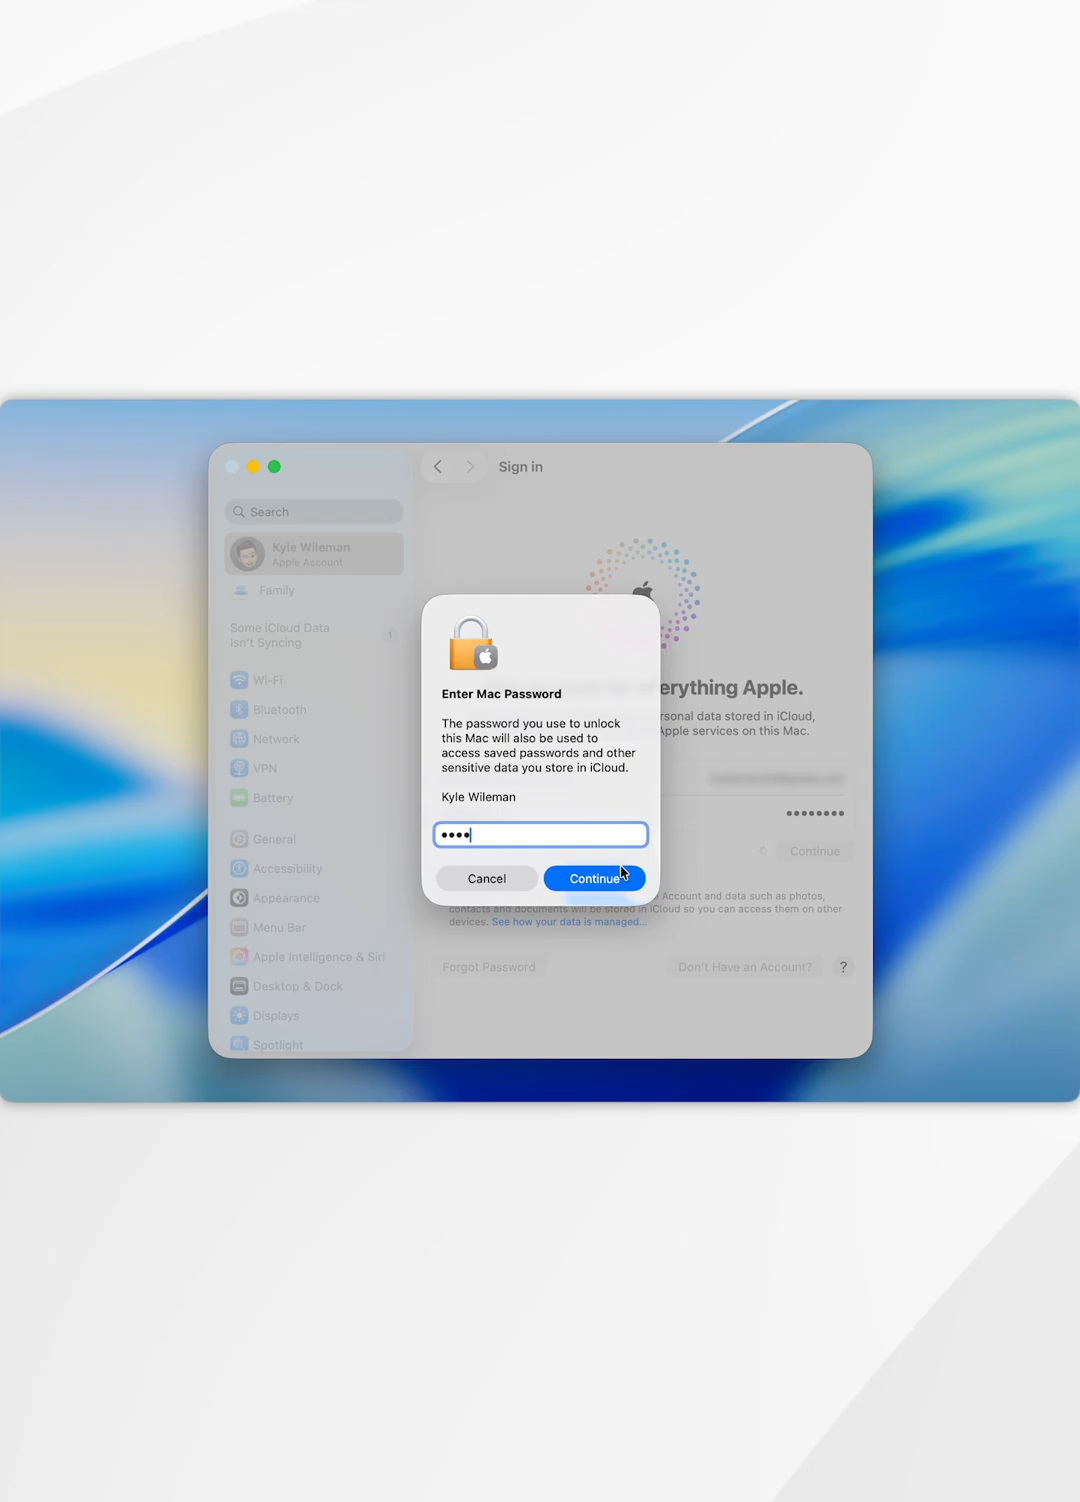 Sign in
Search
Kyle Wileman
Apple Account
Family
Some iCloud Data
Isn't Syncing
1
Wi-Fi
Bluetooth
Network
VPN
Battery
General
Accessibility
Appearance
Menu Bar
Apple Intelligence & Siri
Desktop & Dock
Displays
Spotlight
erything Apple.
rsonal data stored in iCloud,
Apple services on this Mac.
Enter Mac Password
The password you use to unlock
this Mac will also be used to
access saved passwords and other
sensitive data you store in iCloud.
Kyle Wileman
••••
••••••••
Cancel
Continue
Continue
Account and data such as photos,
contacts and documents will be stored in iCloud so you can access them on other
devices. See how your data is managed...
Forgot Password
Don't Have an Account?
?